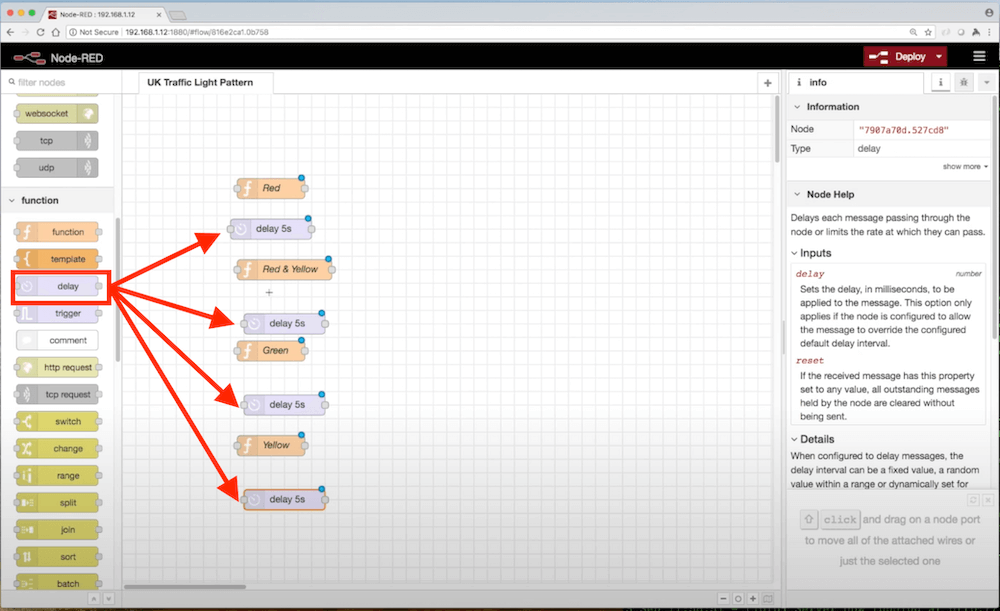 Node-RED : 192.168.1.12
Not Secure | 192.168.1.12:1880/#flow/816e2ca1.0b758
Node-RED
Deploy
filter nodes
websocket
tcp
udp
function
function
template
delay
trigger
comment
http request
tcp request
switch
change
range
split
join
sort
batch
UK Traffic Light Pattern
Red
delay 5s
Red & Yellow
delay 5s
Green
delay 5s
Yellow
delay 5s
info
Information
Node "7907a70d.527cd8"
Type delay
show more
Node Help
Delays each message passing through the
node or limits the rate at which they can pass.
Inputs
delay number
Sets the delay, in milliseconds, to be
applied to the message. This option only
applies if the node is configured to allow
the message to override the configured
default delay interval.
reset
If the received message has this property
set to any value, all outstanding messages
held by the node are cleared without
being sent.
Details
When configured to delay messages, the
delay interval can be a fixed value, a random
value within a range or dynamically set for
click and drag on a node port
to move all of the attached wires or
just the selected one